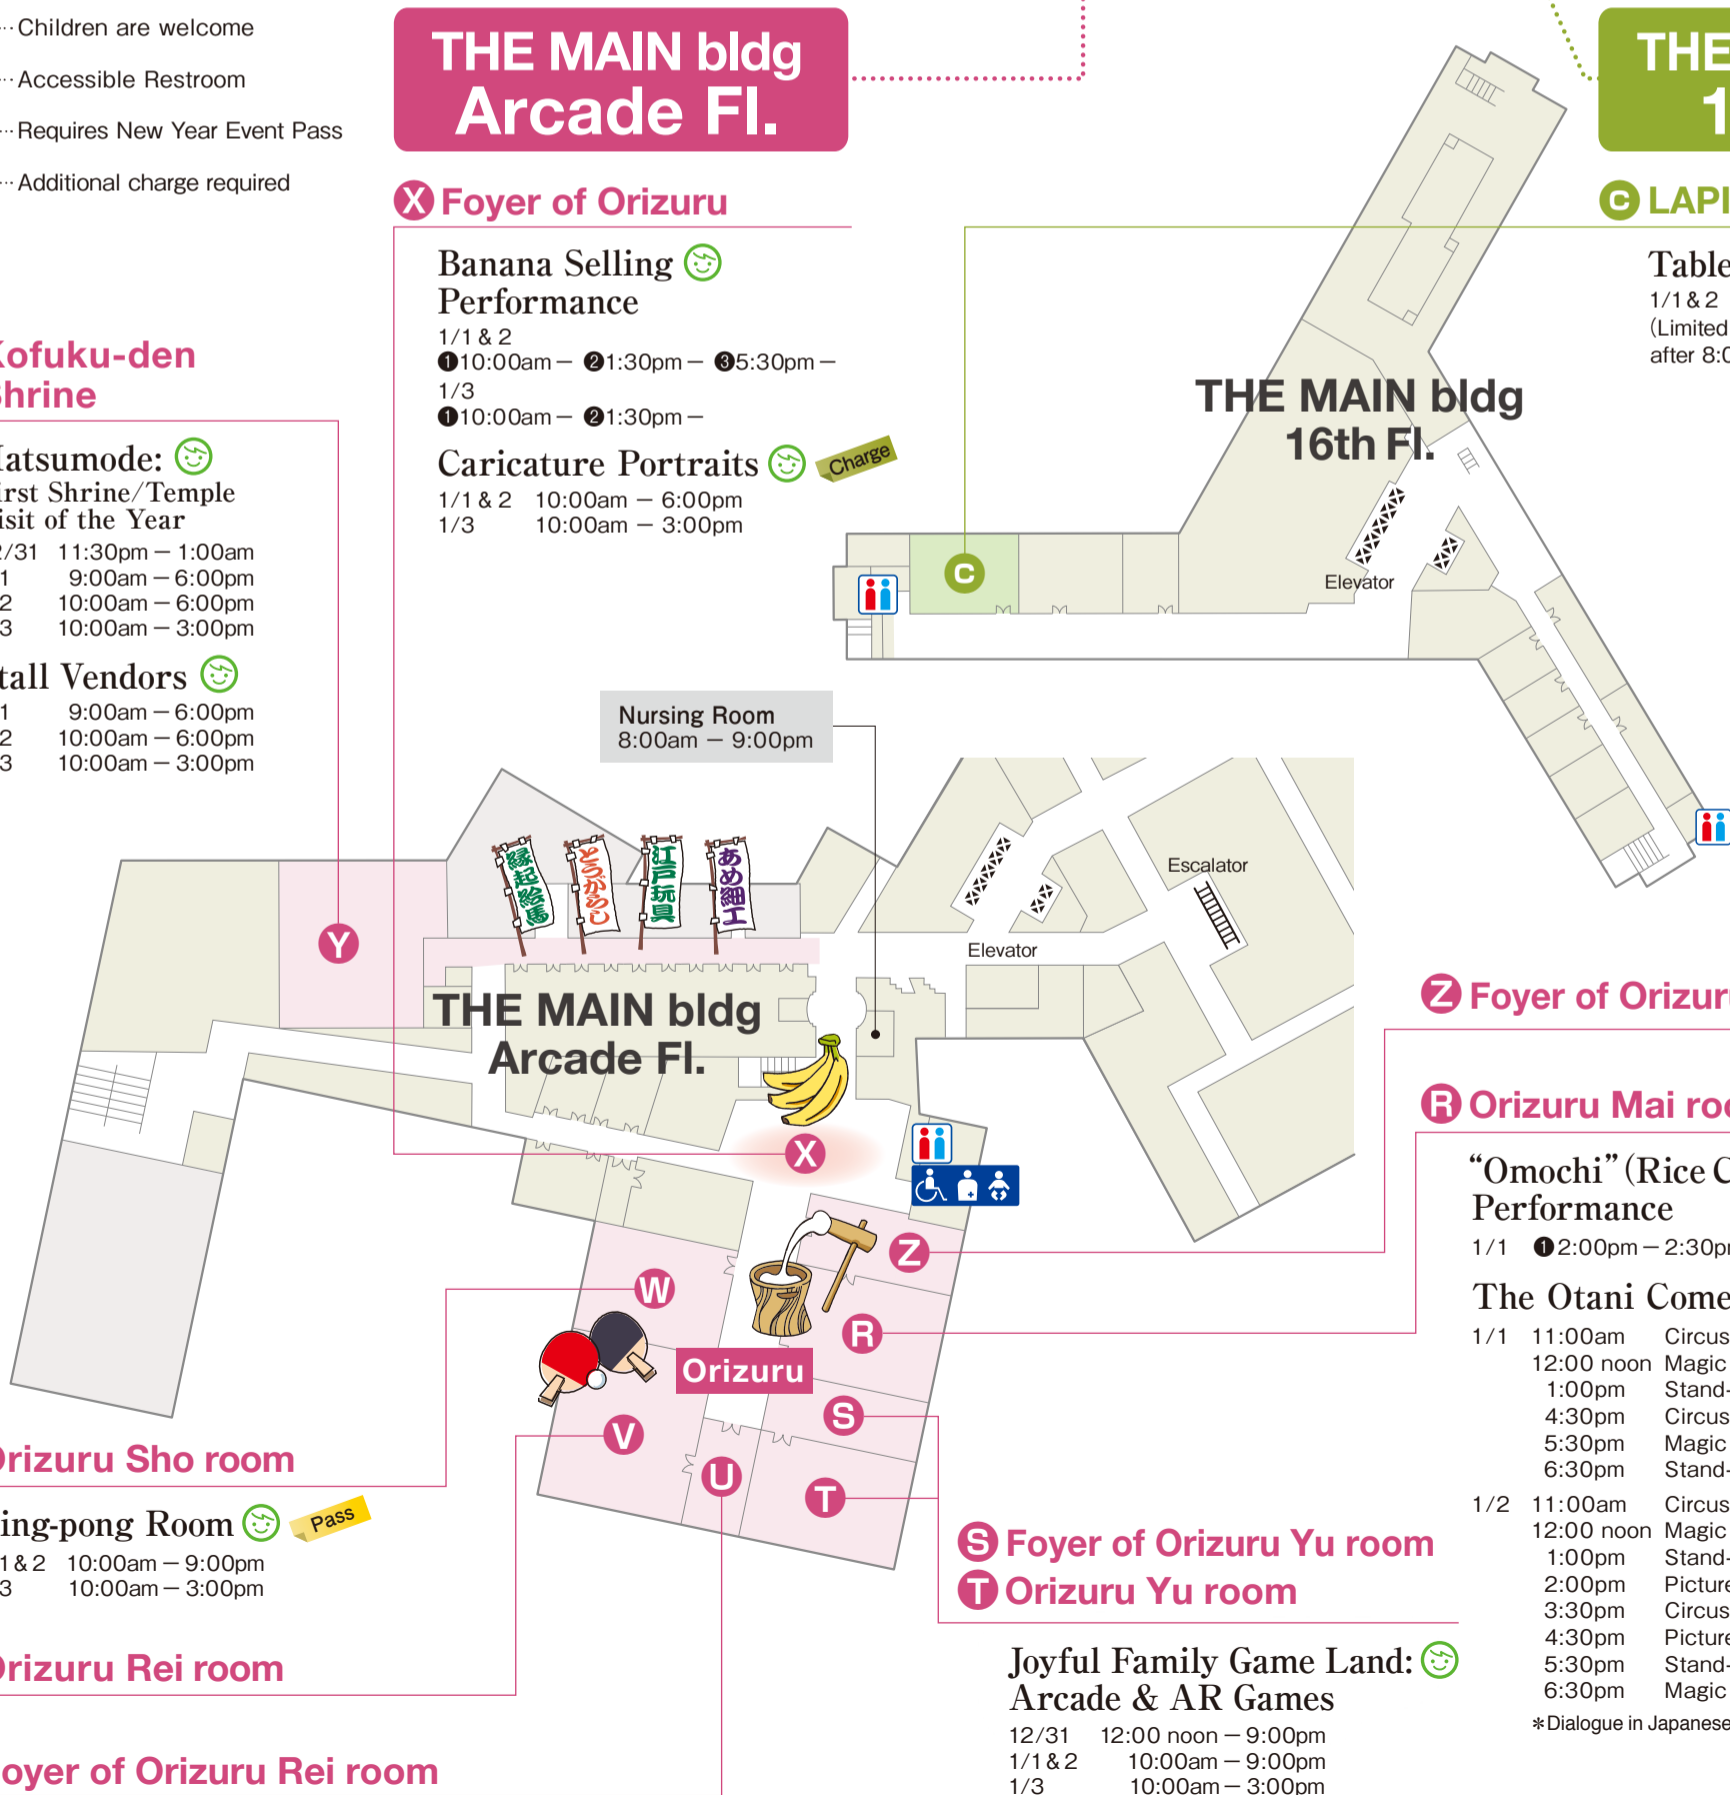 Children are welcome
Accessible Restroom
Requires New Year Event Pass
Additional charge required
THE MAIN bldg
Arcade Fl.
THE
1
X Foyer of Orizuru
Banana Selling
Performance
1/1 & 2
❶10:00am－ ❷1:30pm－ ❸5:30pm－
1/3
❶10:00am－ ❷1:30pm－
Caricature Portraits Charge
1/1 & 2 10:00am － 6:00pm
1/3 10:00am － 3:00pm
C LAPI
Table
1/1 & 2
(Limited
after 8:0
THE MAIN bldg
16th Fl.
C
Elevator
ofuku-den
hrine
atsumode:
irst Shrine/Temple
isit of the Year
/31 11:30pm － 1:00am
1 9:00am － 6:00pm
2 10:00am － 6:00pm
3 10:00am － 3:00pm
tall Vendors
1 9:00am － 6:00pm
2 10:00am － 6:00pm
3 10:00am － 3:00pm
Nursing Room
8:00am － 9:00pm
縁起絵馬
とうがらし
江戸玩具
あめ細工
Escalator
Elevator
Y
THE MAIN bldg
Arcade Fl.
X
Z
W
R
Orizuru
S
V
U
T
Z Foyer of Orizuru
R Orizuru Mai roo
“Omochi” (Rice C
Performance
1/1 ❶2:00pm － 2:30pm
The Otani Come
1/1 11:00am Circus
12:00 noon Magic
1:00pm Stand-
4:30pm Circus
5:30pm Magic
6:30pm Stand-
1/2 11:00am Circus
12:00 noon Magic
1:00pm Stand-
2:00pm Picture
3:30pm Circus
4:30pm Picture
5:30pm Stand-
6:30pm Magic
＊Dialogue in Japanese
Orizuru Sho room
ing-pong Room Pass
1 & 2 10:00am － 9:00pm
3 10:00am － 3:00pm
Orizuru Rei room
oyer of Orizuru Rei room
S Foyer of Orizuru Yu room
T Orizuru Yu room
Joyful Family Game Land:
Arcade & AR Games
12/31 12:00 noon － 9:00pm
1/1 & 2 10:00am － 9:00pm
1/3 10:00am － 3:00pm